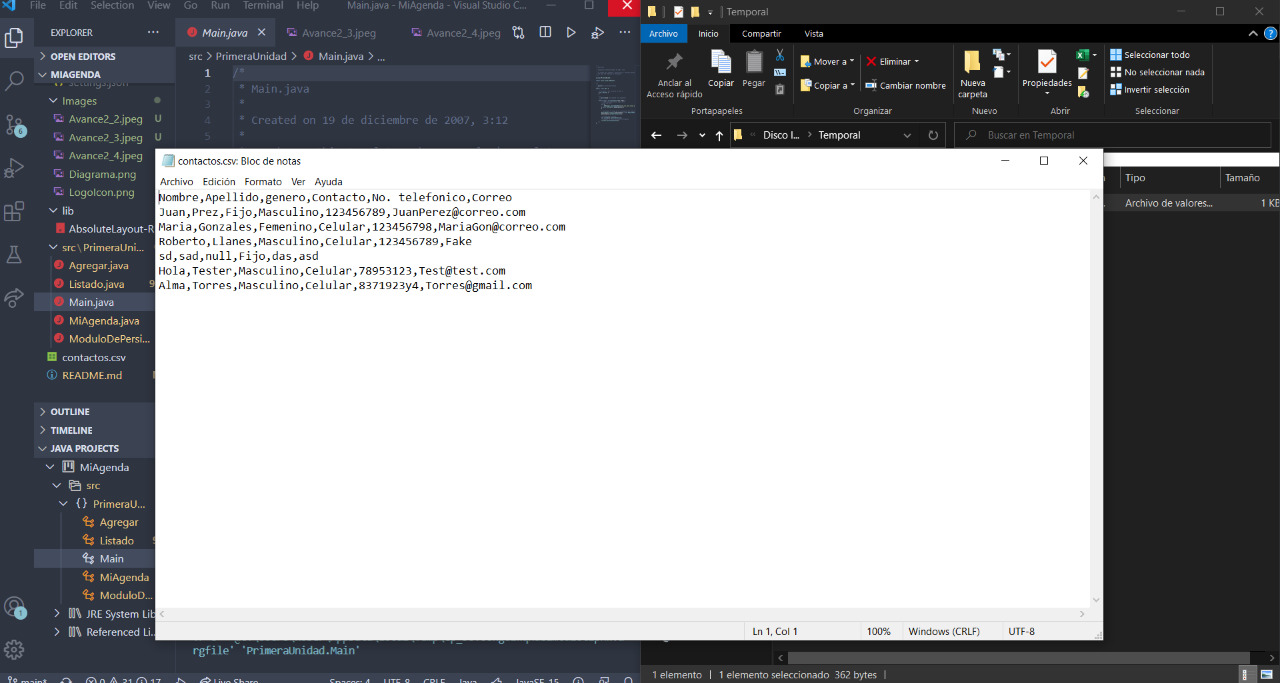 File Edit Selection View Go Run Terminal Help Main.java - MiAgenda - Visual Studio C...
EXPLORER
OPEN EDITORS
MIAGENDA
settings.json
Images
Avance2_2.jpeg U
Avance2_3.jpeg U
Avance2_4.jpeg U
Diagrama.png
LogoIcon.png
lib
AbsoluteLayout-R
src\PrimeraUni...
Agregar.java
Listado.java 9
Main.java
MiAgenda.java
ModuloDePersi...
contactos.csv
README.md
OUTLINE
TIMELINE
JAVA PROJECTS
MiAgenda
src
PrimeraU...
Agregar
Listado
Main
MiAgenda
ModuloD...
JRE System Lib
Referenced Li...
6
1
Main.java Avance2_3.jpeg Avance2_4.jpeg
src > PrimeraUnidad > Main.java > ...
1 /*
2 * Main.java
3 *
4 * Created on 19 de diciembre de 2007, 3:12
5 *
rgfile' 'PrimeraUnidad.Main'
main* 0 31 17 Live Share Spaces: 4 UTF-8 CRLF Java JavaSE-15
Temporal
Archivo Inicio Compartir Vista
Anclar al
Acceso rápido
Copiar
Pegar
Mover a
Copiar a
Eliminar
Cambiar nombre
Nueva
carpeta
Propiedades
Seleccionar todo
No seleccionar nada
Invertir selección
Portapapeles Organizar Nuevo Abrir Seleccionar
Disco l... > Temporal
Buscar en Temporal
Tipo Tamaño
Archivo de valores... 1 KB
1 elemento 1 elemento seleccionado 362 bytes
contactos.csv: Bloc de notas
Archivo Edición Formato Ver Ayuda
Nombre,Apellido,genero,Contacto,No. telefonico,Correo
Juan,Prez,Fijo,Masculino,123456789,JuanPerez@correo.com
Maria,Gonzales,Femenino,Celular,123456798,MariaGon@correo.com
Roberto,Llanes,Masculino,Celular,123456789,Fake
sd,sad,null,Fijo,das,asd
Hola,Tester,Masculino,Celular,78953123,Test@test.com
Alma,Torres,Masculino,Celular,8371923y4,Torres@gmail.com
Ln 1, Col 1 100% Windows (CRLF) UTF-8